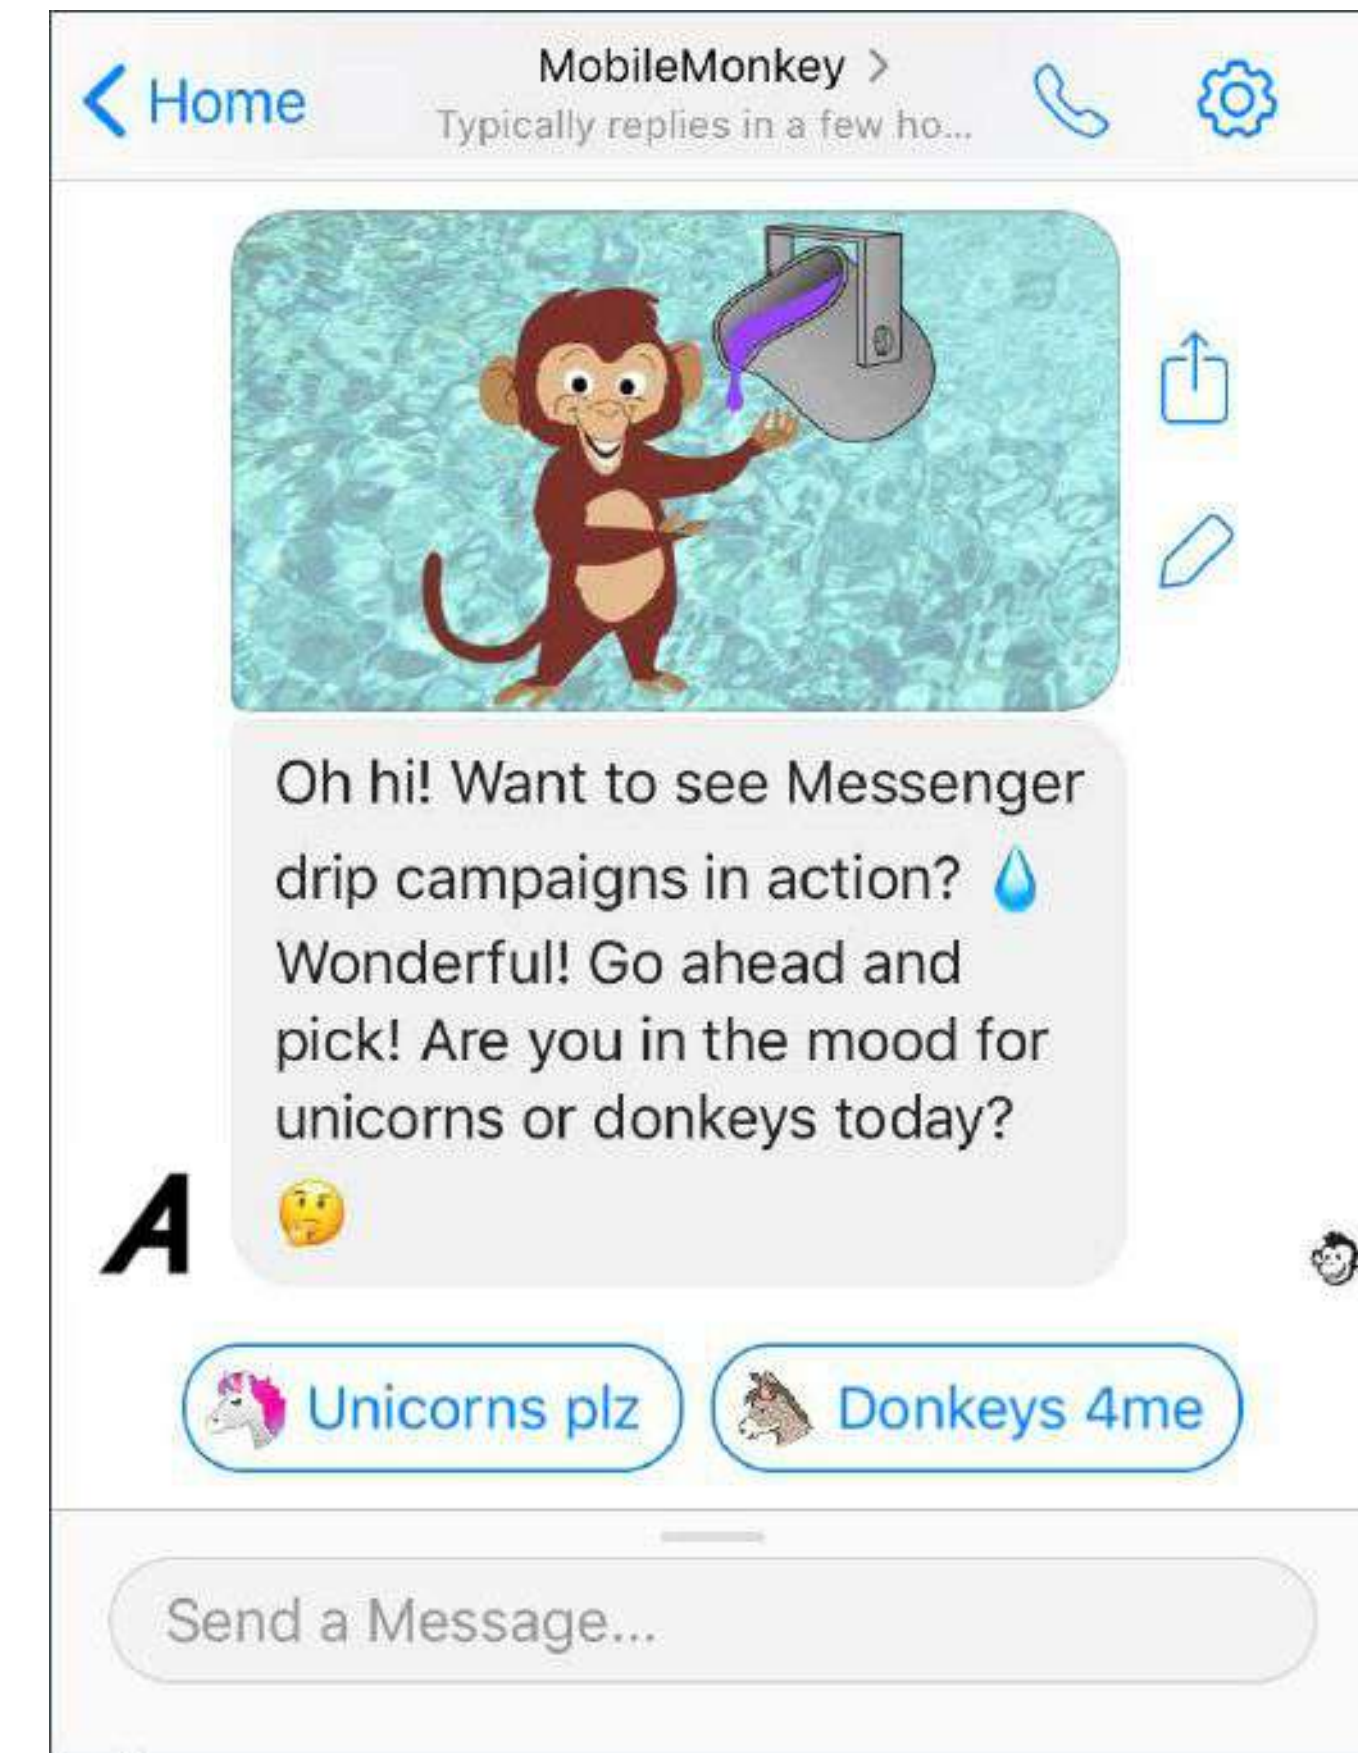 Home
MobileMonkey >
Typically replies in a few ho...
Oh hi! Want to see Messenger
drip campaigns in action? 💧
Wonderful! Go ahead and
pick! Are you in the mood for
unicorns or donkeys today?
🤔
A
Unicorns plz
Donkeys 4me
Send a Message...